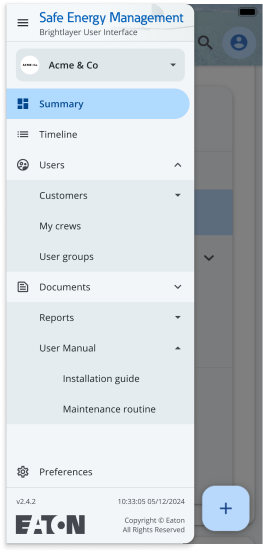 Safe Energy Management
Brightlayer User Interface
Acme & Co
Summary
Timeline
Users
Customers
My crews
User groups
Documents
Reports
User Manual
Installation guide
Maintenance routine
Preferences
v2.4.2
10:33:05 05/12/2024
EATON
Copyright © Eaton
All Rights Reserved